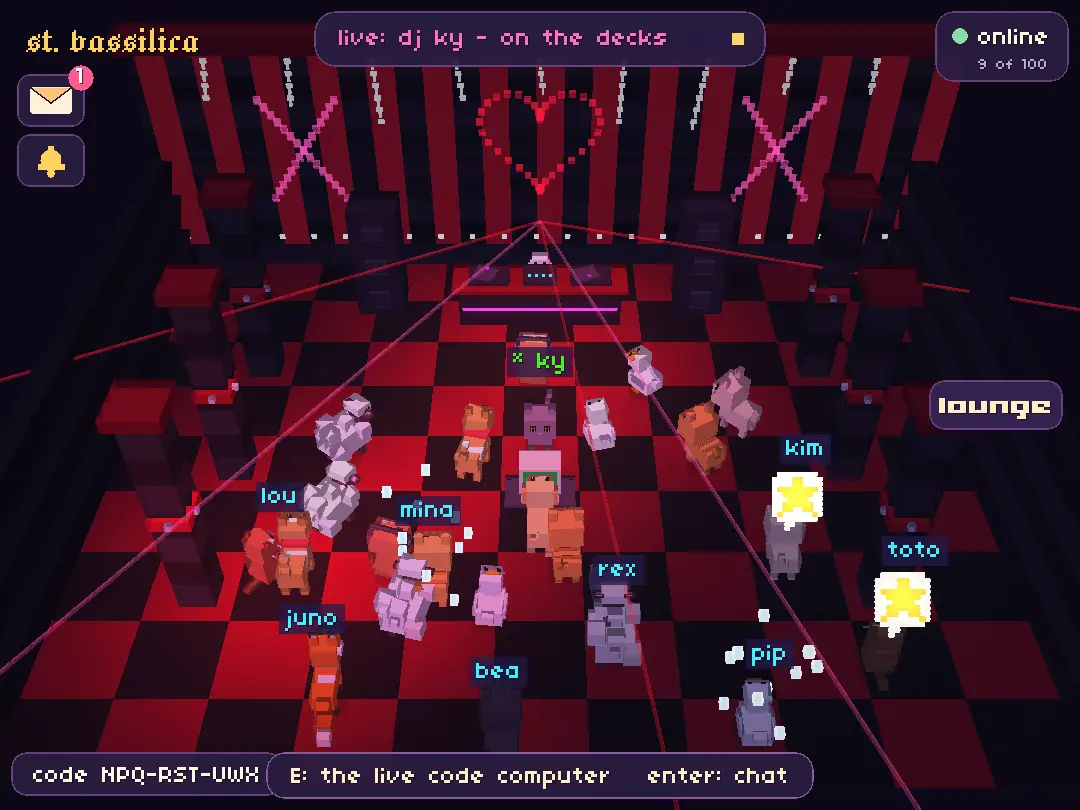 st. bassilica
live: dj ky - on the decks
online
9 of 100
1
x ky
lounge
kim
lou
mina
toto
rex
juno
pip
bea
code NPQ-RST-UWX
E: the live code computer enter: chat